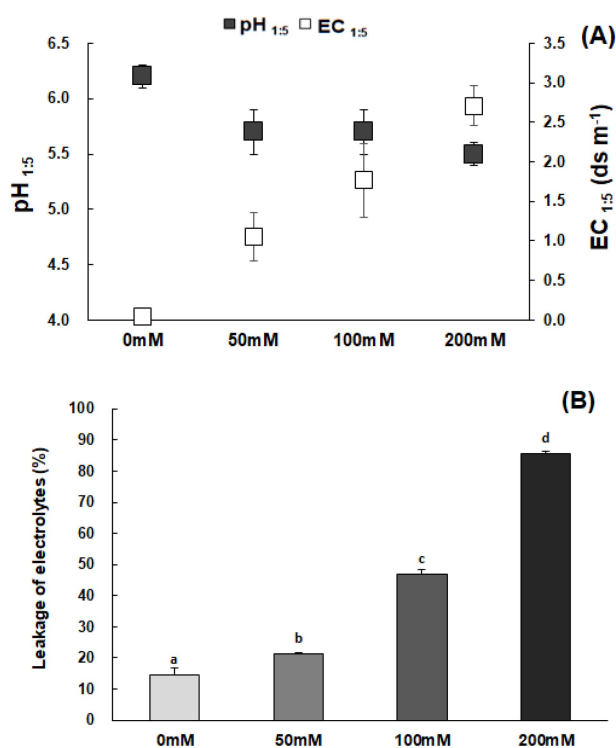 pH 1:5 EC 1:5
(A)
6.5 3.5
6.0 3.0
5.5 2.5
5.0 2.0
4.5 1.5
4.0 1.0
0.5
0.0
pH 1:5
EC 1:5 (ds m-1)
0mM 50mM 100mM 200mM
(B)
100
90
80
70
60
50
40
30
20
10
0
Leakage of electrolytes (%)
a b c d
0mM 50mM 100mM 200mM